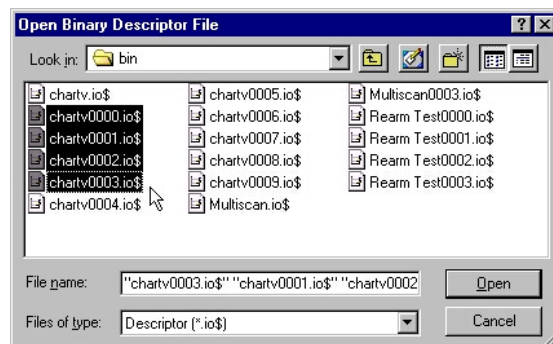 Open Binary Descriptor File
Look in: bin
chartv.io$
chartv0000.io$
chartv0001.io$
chartv0002.io$
chartv0003.io$
chartv0004.io$
chartv0005.io$
chartv0006.io$
chartv0007.io$
chartv0008.io$
chartv0009.io$
Multiscan.io$
Multiscan0003.io$
Rearm Test0000.io$
Rearm Test0001.io$
Rearm Test0002.io$
Rearm Test0003.io$
File name: "chartv0003.io$" "chartv0001.io$" "chartv0002 Open
Files of type: Descriptor (*.io$) Cancel